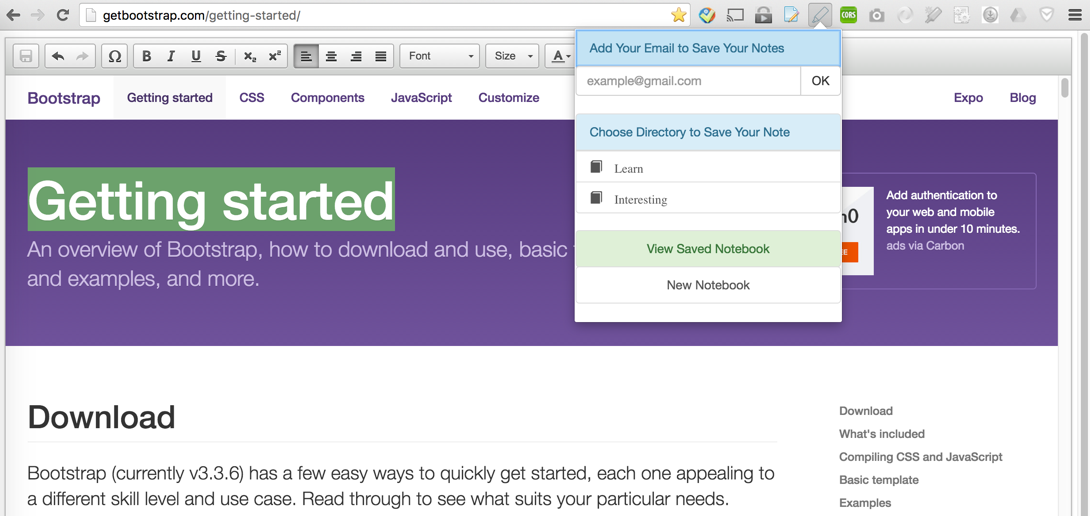 getbootstrap.com/getting-started/
CORS
Ω B I U S x₂ x² Font Size A
Add Your Email to Save Your Notes
example@gmail.com OK
Bootstrap Getting started CSS Components JavaScript Customize Expo Blog
Choose Directory to Save Your Note
Learn
Interesting
View Saved Notebook
New Notebook
Getting started
An overview of Bootstrap, how to download and use, basic
and examples, and more.
Add authentication to
your web and mobile
apps in under 10 minutes.
ads via Carbon
Download
Bootstrap (currently v3.3.6) has a few easy ways to quickly get started, each one appealing to
a different skill level and use case. Read through to see what suits your particular needs.
Download
What's included
Compiling CSS and JavaScript
Basic template
Examples